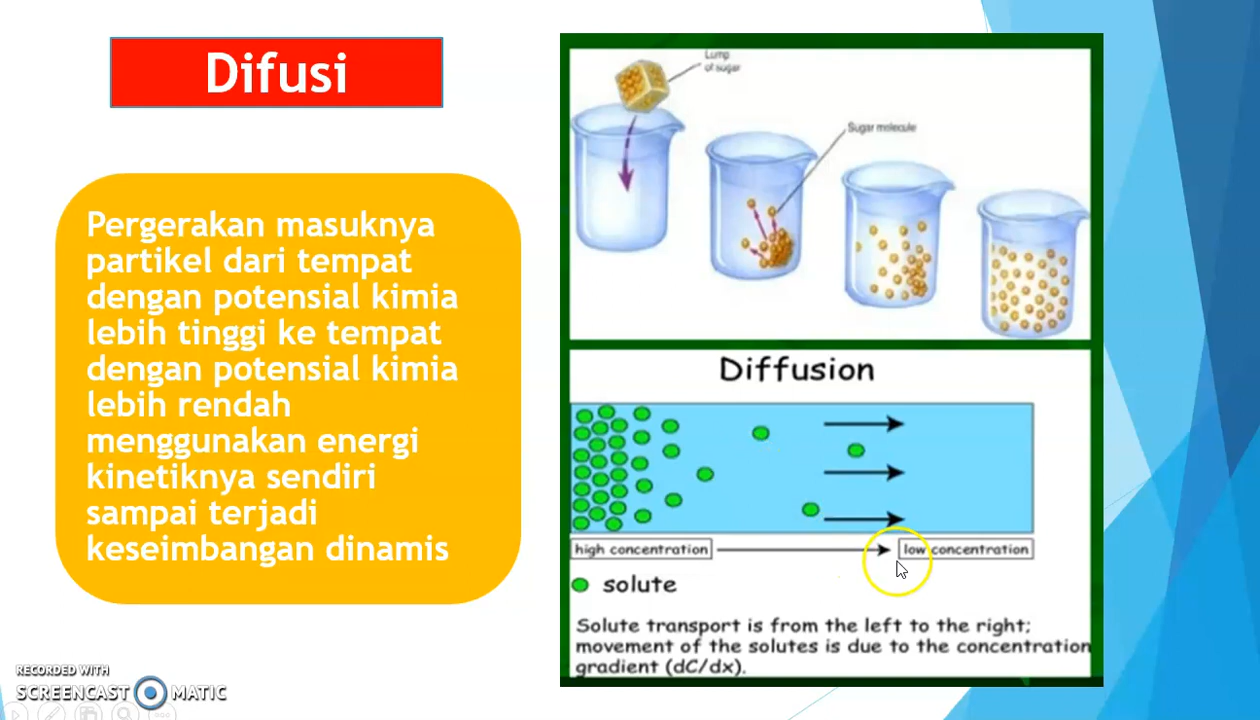 Difusi
Pergerakan masuknya
partikel dari tempat
dengan potensial kimia
lebih tinggi ke tempat
dengan potensial kimia
lebih rendah
menggunakan energi
kinetiknya sendiri
sampai terjadi
keseimbangan dinamis
Lump
of sugar
Sugar molecule
Diffusion
high concentration
low concentration
solute
Solute transport is from the left to the right;
movement of the solutes is due to the concentration
gradient (dC/dx).
RECORDED WITH
SCREENCAST MATIC